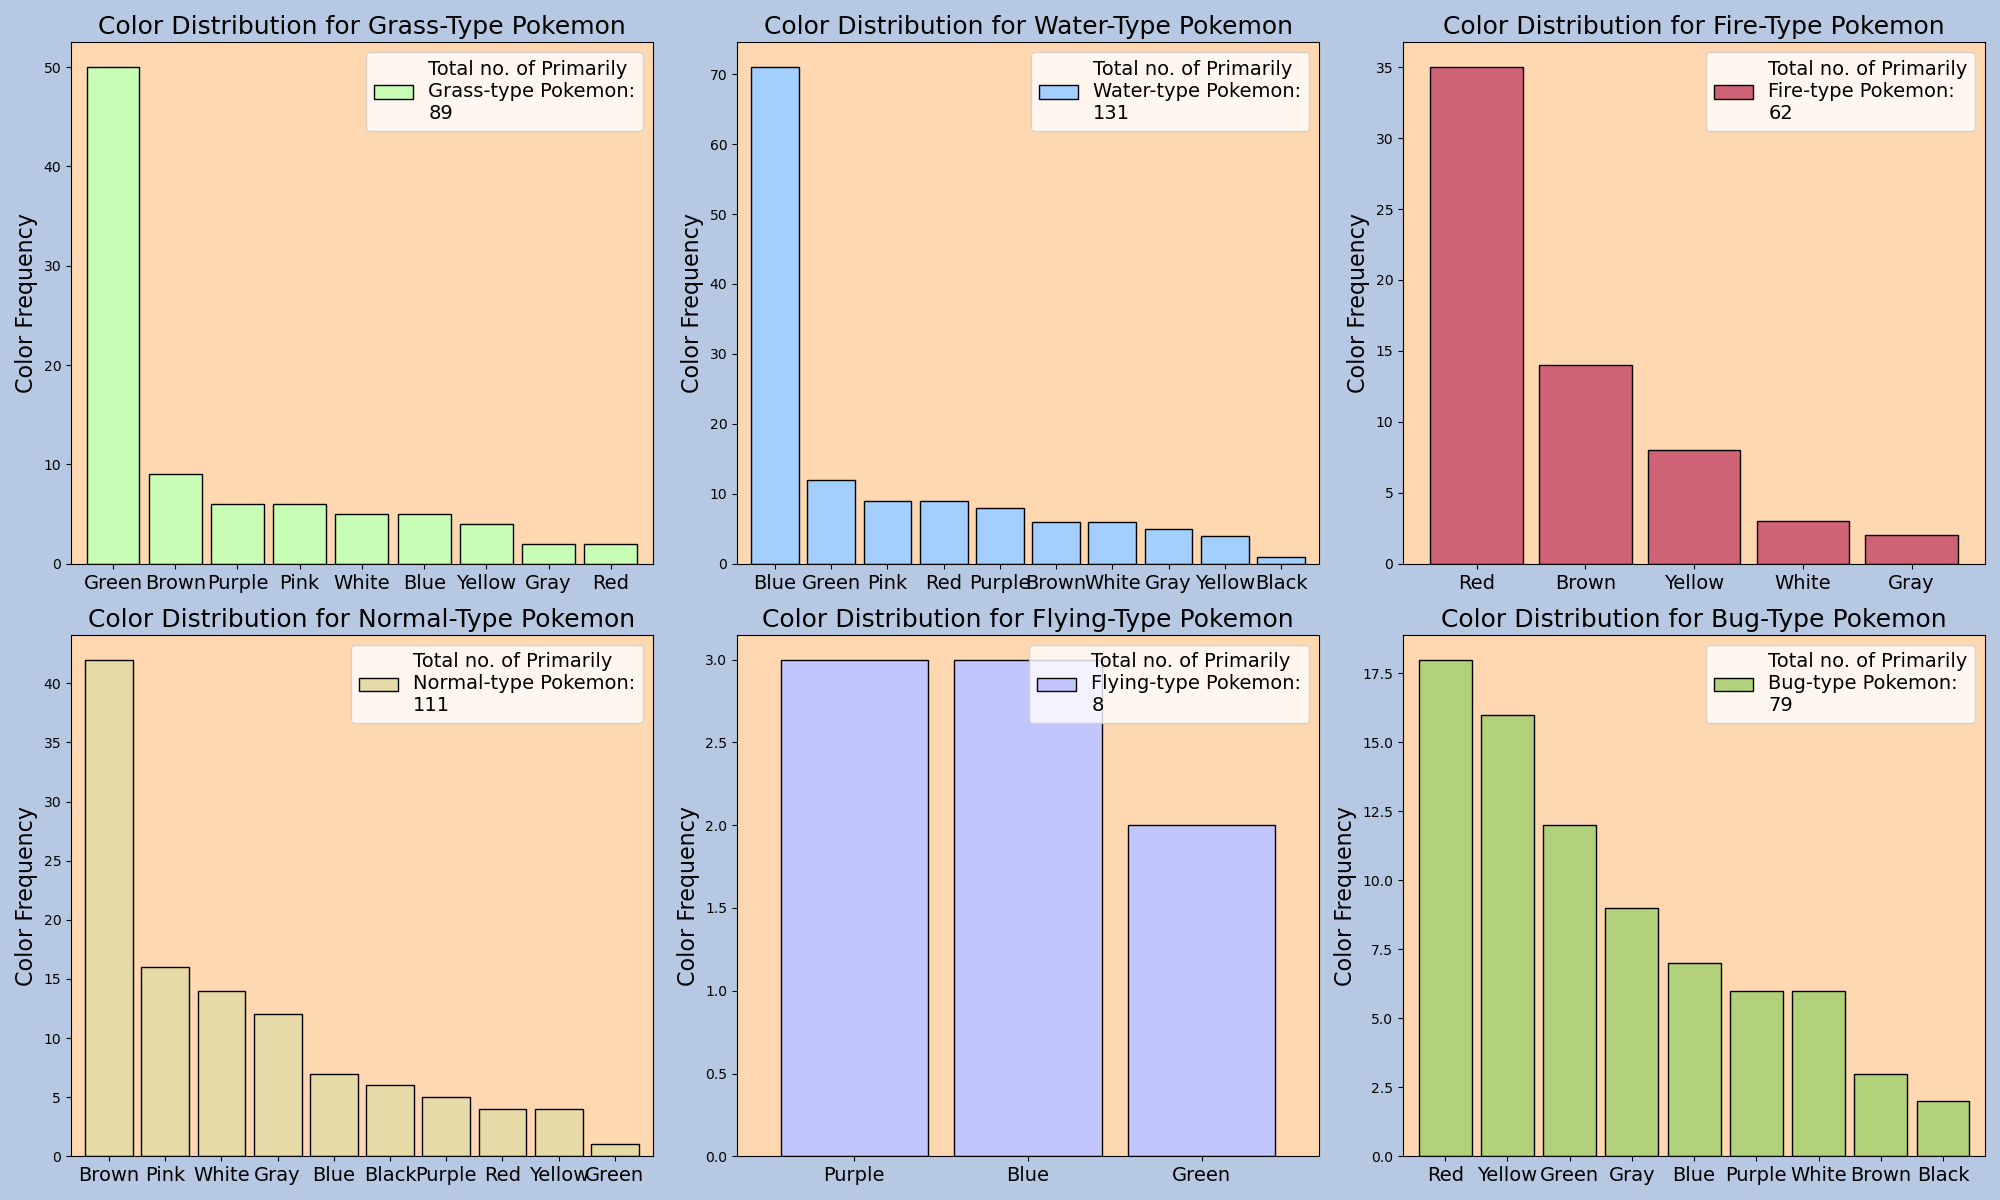 Color Distribution for Grass-Type Pokemon
Color Frequency
50
40
30
20
10
0
Total no. of Primarily
Grass-type Pokemon:
89
Green Brown Purple Pink White Blue Yellow Gray Red
Color Distribution for Water-Type Pokemon
Color Frequency
70
60
50
40
30
20
10
0
Total no. of Primarily
Water-type Pokemon:
131
Blue Green Pink Red Purple Brown White Gray Yellow Black
Color Distribution for Fire-Type Pokemon
Color Frequency
35
30
25
20
15
10
5
0
Total no. of Primarily
Fire-type Pokemon:
62
Red Brown Yellow White Gray
Color Distribution for Normal-Type Pokemon
Color Frequency
40
35
30
25
20
15
10
5
0
Total no. of Primarily
Normal-type Pokemon:
111
Brown Pink White Gray Blue Black Purple Red Yellow Green
Color Distribution for Flying-Type Pokemon
Color Frequency
3.0
2.5
2.0
1.5
1.0
0.5
0.0
Total no. of Primarily
Flying-type Pokemon:
8
Purple Blue Green
Color Distribution for Bug-Type Pokemon
Color Frequency
17.5
15.0
12.5
10.0
7.5
5.0
2.5
0.0
Total no. of Primarily
Bug-type Pokemon:
79
Red Yellow Green Gray Blue Purple White Brown Black